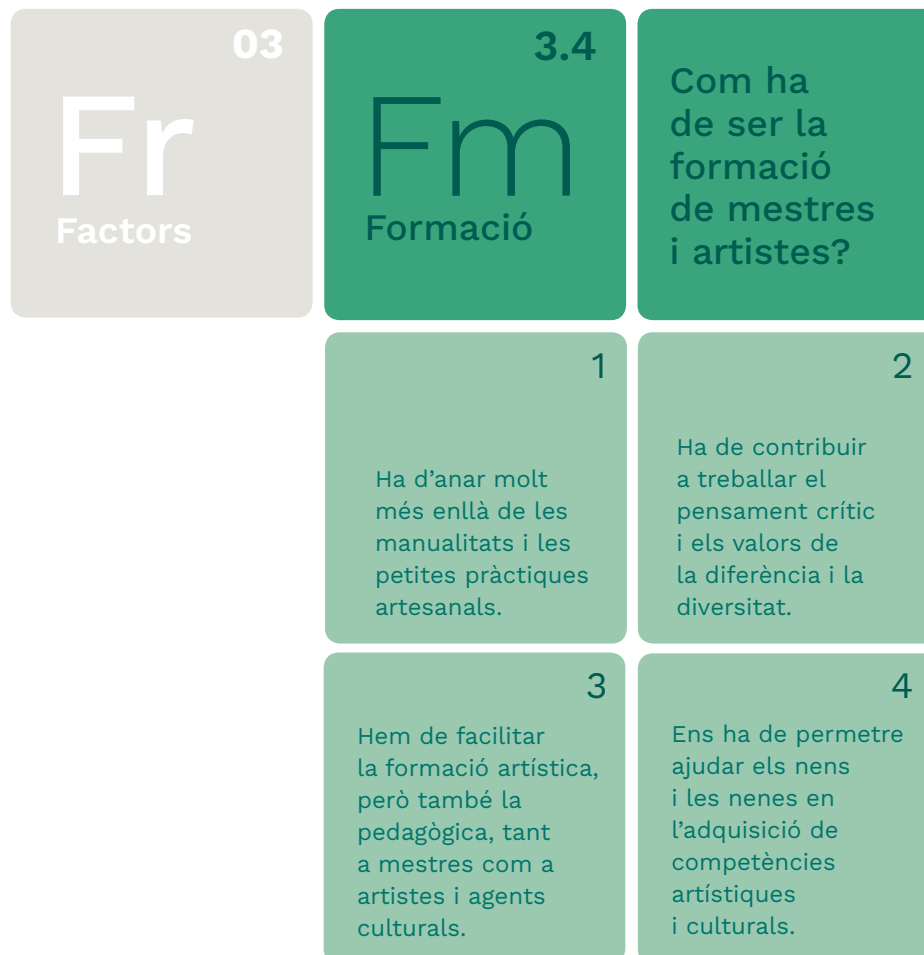 03
Fr
Factors
3.4
Fm
Formació
Com ha
de ser la
formació
de mestres
i artistes?
1
Ha d’anar molt
més enllà de les
manualitats i les
petites pràctiques
artesanals.
2
Ha de contribuir
a treballar el
pensament crític
i els valors de
la diferència i la
diversitat.
3
Hem de facilitar
la formació artística,
però també la
pedagògica, tant
a mestres com a
artistes i agents
culturals.
4
Ens ha de permetre
ajudar els nens
i les nenes en
l’adquisició de
competències
artístiques
i culturals.